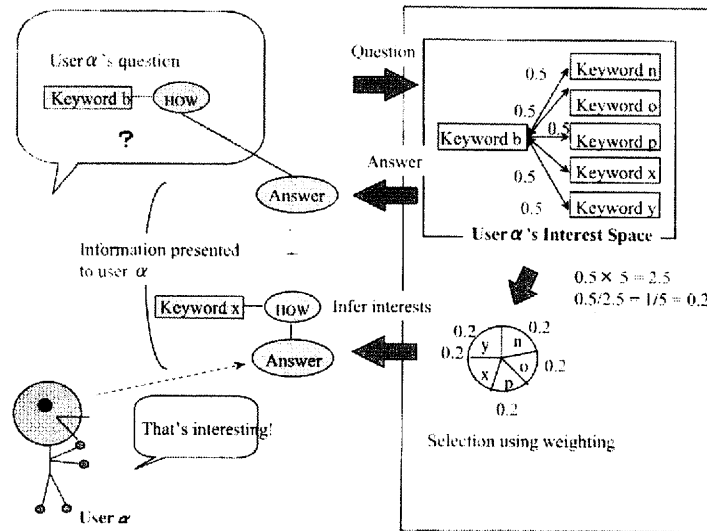 User α's question
Keyword b
HOW
?
Answer
Information presented
to user α
Keyword x
HOW
Infer interests
Answer
That's interesting!
User α
Question
Answer
0.5
Keyword n
0.5
Keyword o
Keyword b
0.5
Keyword p
0.5
Keyword x
0.5
Keyword y
User α's Interest Space
0.5 × 5 = 2.5
0.5/2.5 = 1/5 = 0.2
0.2
0.2
y
n
0.2
0.2
x
o
p
0.2
Selection using weighting